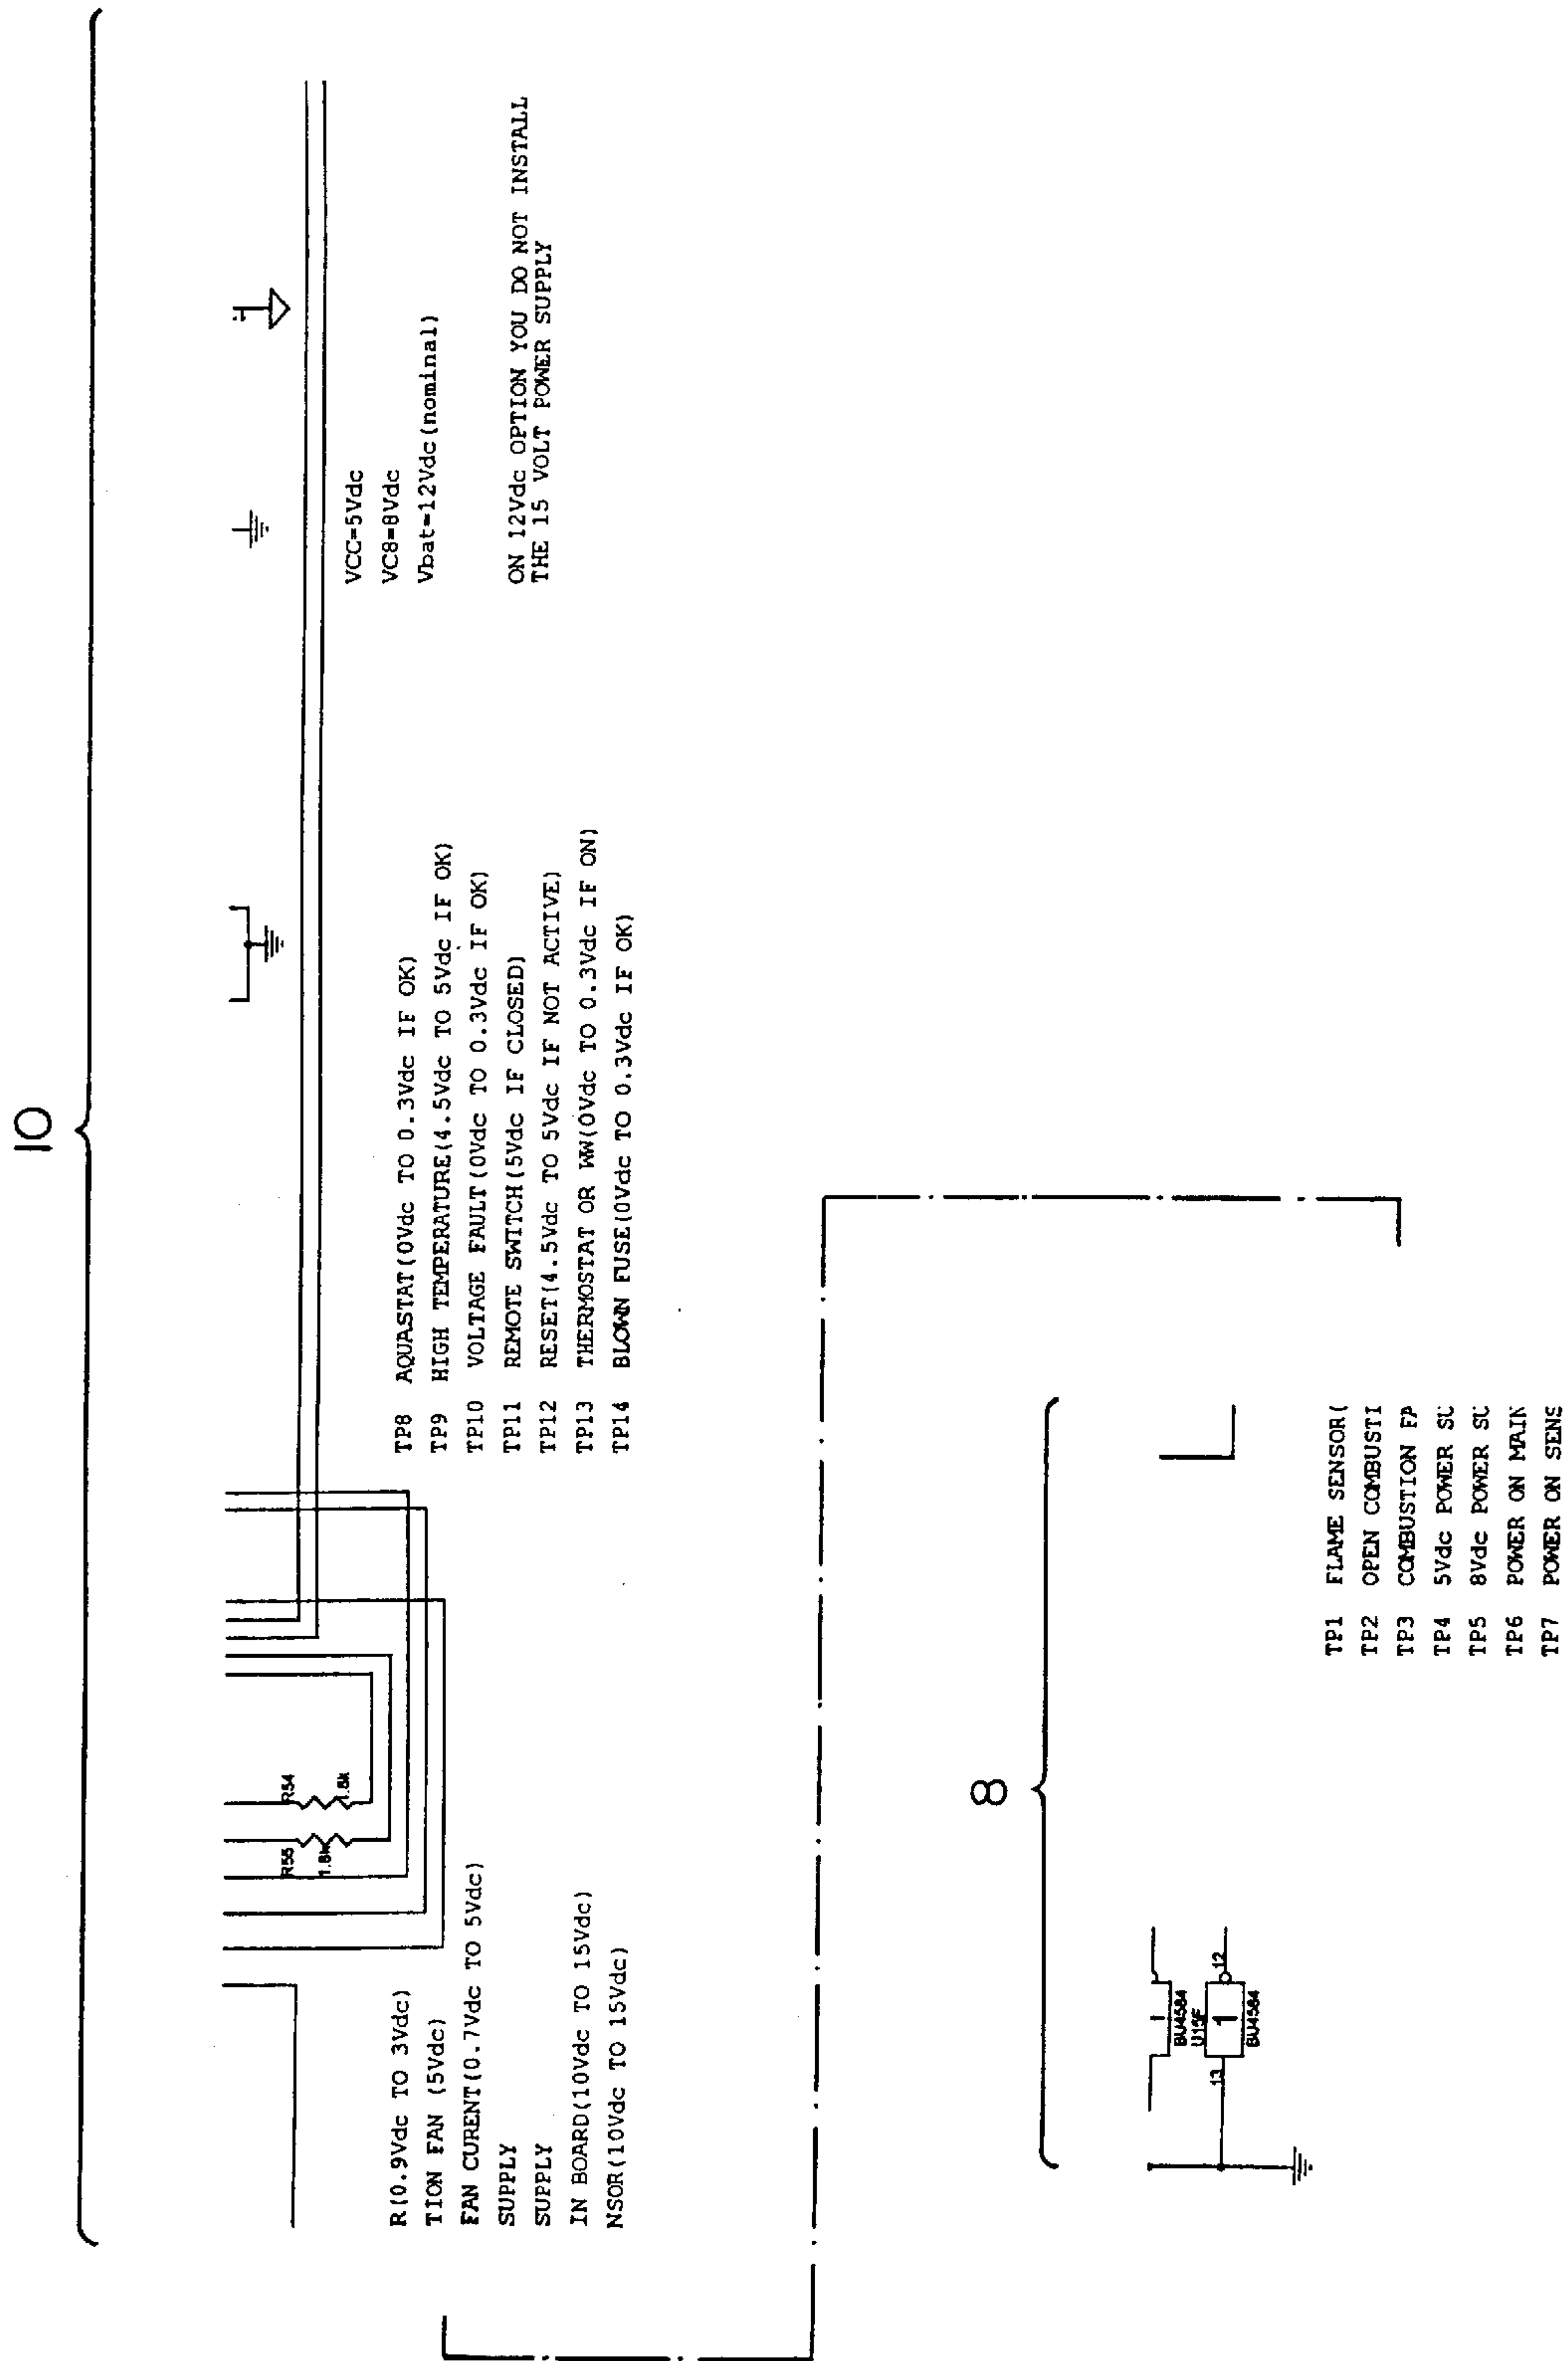 10
R54
1.8k
R55
1.8k
VCC=5Vdc
VC8=8Vdc
Vbat=12Vdc(nominal)
ON 12Vdc OPTION YOU DO NOT INSTALL
THE 15 VOLT POWER SUPPLY
TP8 AQUASTAT(0Vdc TO 0.3Vdc IF OK)
TP9 HIGH TEMPERATURE(4.5Vdc TO 5Vdc IF OK)
TP10 VOLTAGE FAULT(0Vdc TO 0.3Vdc IF OK)
TP11 REMOTE SWITCH(5Vdc IF CLOSED)
TP12 RESET(4.5Vdc TO 5Vdc IF NOT ACTIVE)
TP13 THERMOSTAT OR WW(0Vdc TO 0.3Vdc IF ON)
TP14 BLOWN FUSE(0Vdc TO 0.3Vdc IF OK)
R(0.9Vdc TO 3Vdc)
TION FAN (5Vdc)
FAN CURENT(0.7Vdc TO 5Vdc)
SUPPLY
SUPPLY
IN BOARD(10Vdc TO 15Vdc)
NSOR(10Vdc TO 15Vdc)
8
1
BU4584
U15F
13
1
12
BU4584
TP1 FLAME SENSOR(
TP2 OPEN COMBUSTI
TP3 COMBUSTION FA
TP4 5Vdc POWER SU
TP5 8Vdc POWER SU
TP6 POWER ON MAIN
TP7 POWER ON SENS